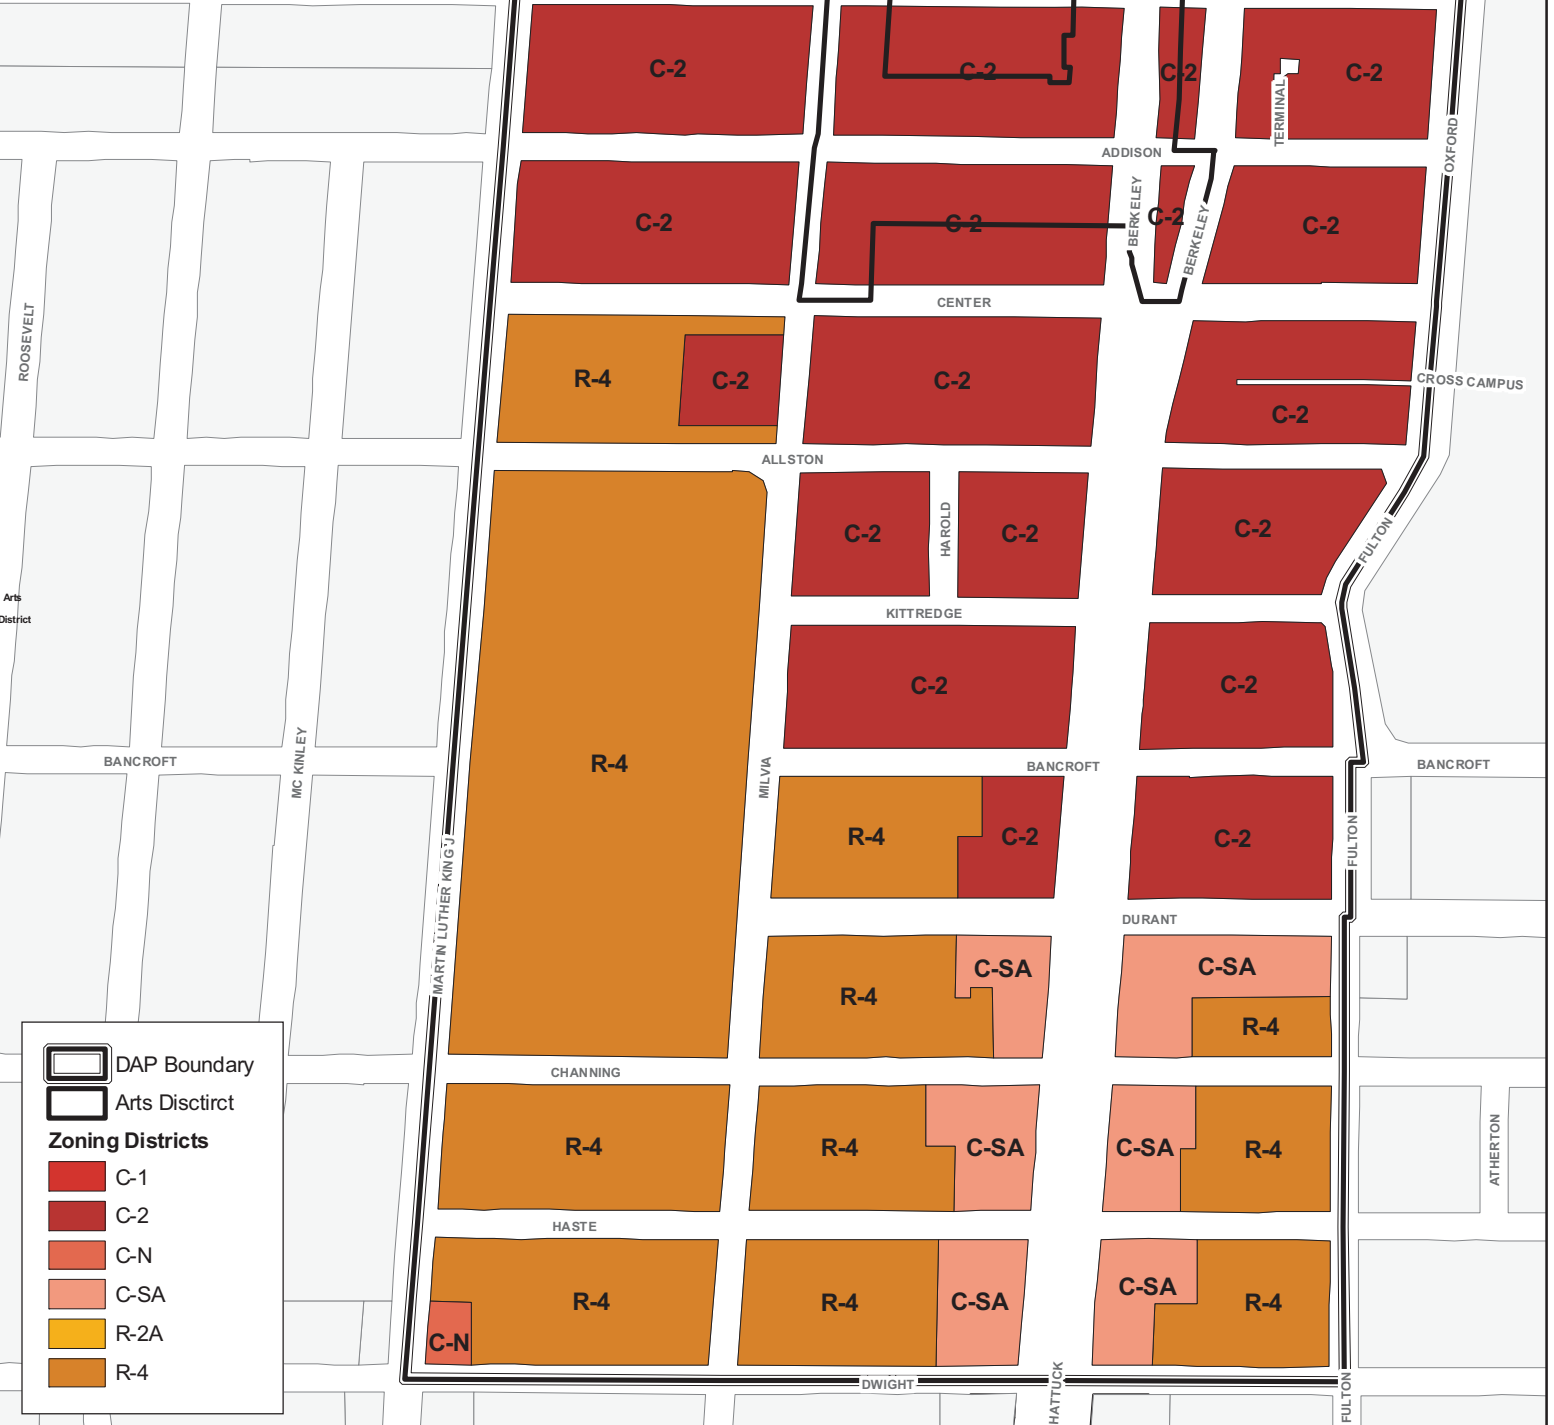 C-2
C-2
C-2
C-2
TERMINAL
OXFORD
ADDISON
C-2
C-2
BERKELEY
C-2
BERKELEY
C-2
ROOSEVELT
CENTER
R-4
C-2
C-2
CROSS CAMPUS
C-2
ALLSTON
C-2
HAROLD
C-2
C-2
FULTON
Arts
District
KITTREDGE
C-2
C-2
R-4
MILVIA
MC KINLEY
BANCROFT
BANCROFT
BANCROFT
R-4
C-2
C-2
FULTON
MARTIN LUTHER KING J
DURANT
R-4
C-SA
C-SA
R-4
CHANNING
R-4
R-4
C-SA
C-SA
R-4
ATHERTON
HASTE
R-4
C-N
R-4
C-SA
C-SA
R-4
DWIGHT
HATTUCK
FULTON
DAP Boundary
Arts Disctirct
Zoning Districts
C-1
C-2
C-N
C-SA
R-2A
R-4